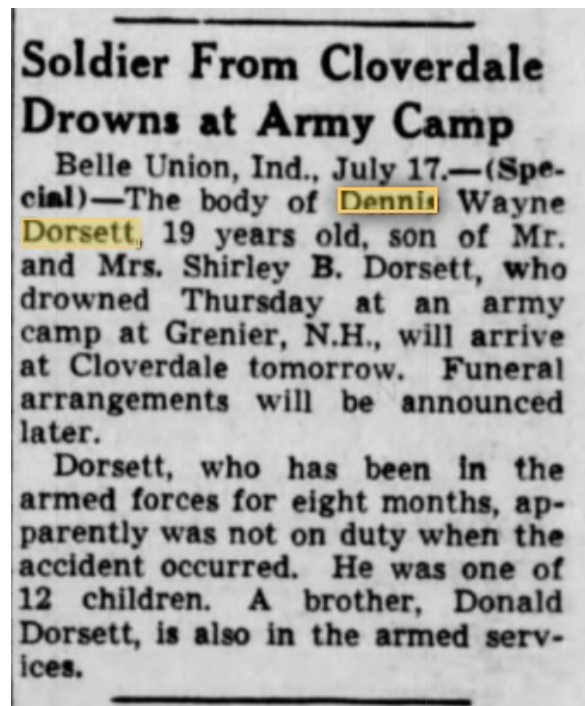 Soldier From Cloverdale
Drowns at Army Camp
Belle Union, Ind., July 17.—(Spe-
cial)—The body of Dennis Wayne
Dorsett, 19 years old, son of Mr.
and Mrs. Shirley B. Dorsett, who
drowned Thursday at an army
camp at Grenier, N.H., will arrive
at Cloverdale tomorrow. Funeral
arrangements will be announced
later.
Dorsett, who has been in the
armed forces for eight months, ap-
parently was not on duty when the
accident occurred. He was one of
12 children. A brother, Donald
Dorsett, is also in the armed serv-
ices.